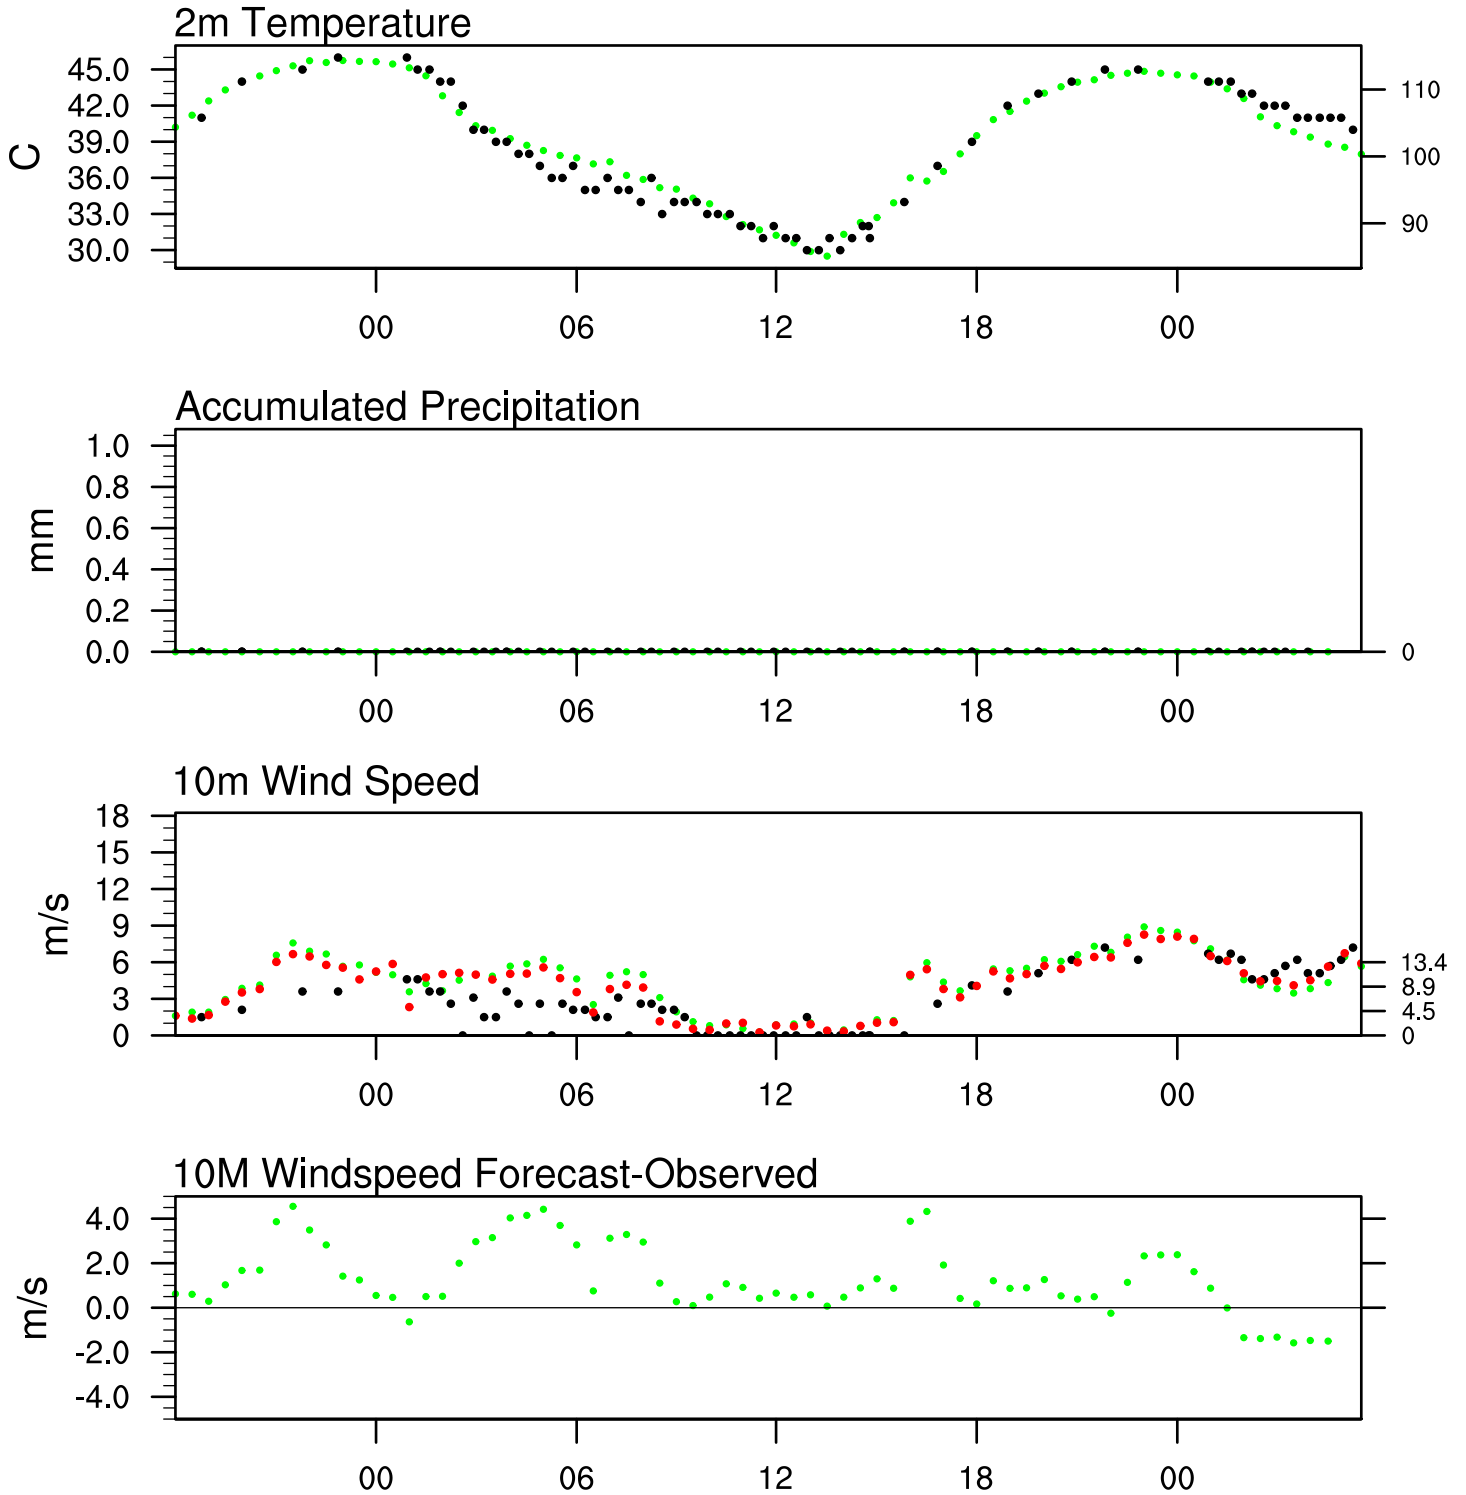 2m Temperature
45.0
42.0
39.0
36.0
33.0
30.0
C
110
100
90
00 06 12 18 00
Accumulated Precipitation
1.0
0.8
0.6
0.4
0.2
0.0
mm
0
00 06 12 18 00
10m Wind Speed
18
15
12
9
6
3
0
m/s
13.4
8.9
4.5
0
00 06 12 18 00
10M Windspeed Forecast-Observed
4.0
2.0
0.0
-2.0
-4.0
m/s
00 06 12 18 00